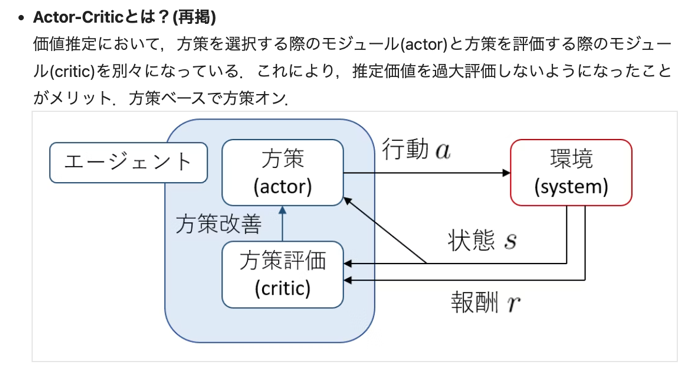 • Actor-Criticとは？(再掲)
価値推定において，方策を選択する際のモジュール(actor)と方策を評価する際のモジュー
ル(critic)を別々になっている．これにより，推定価値を過大評価しないようになったこと
がメリット．方策ベースで方策オン．
エージェント
方策
(actor)
行動 a
環境
(system)
方策改善
方策評価
(critic)
状態 s
報酬 r